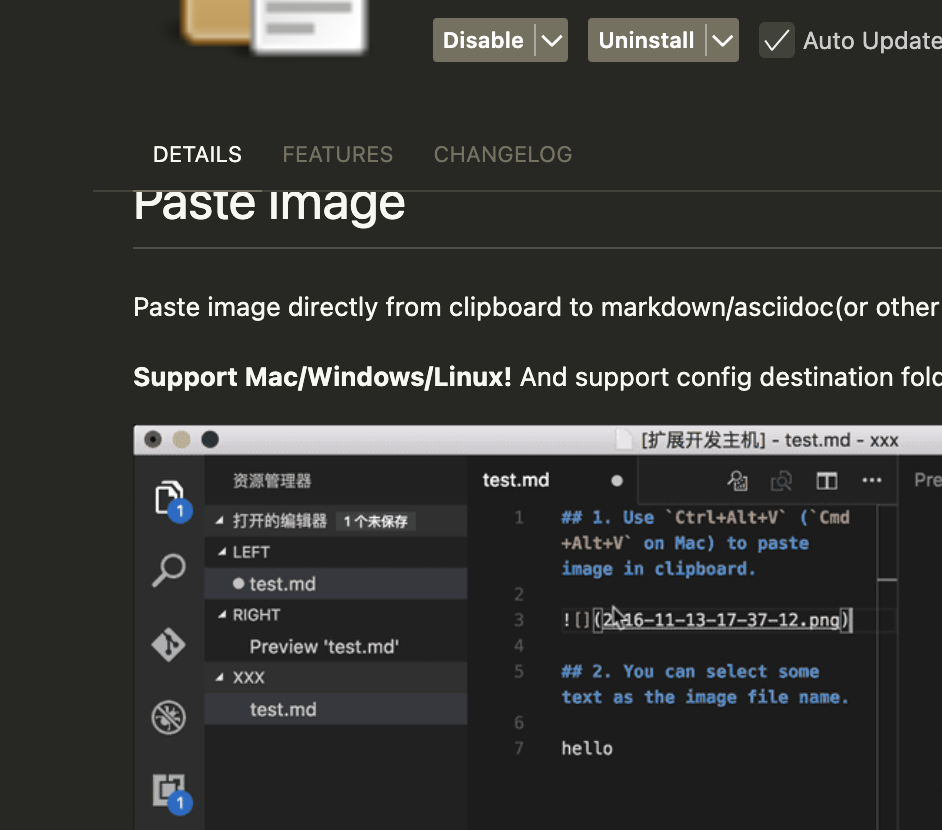 Disable
Uninstall
Auto Update
DETAILS
FEATURES
CHANGELOG
Paste Image
Paste image directly from clipboard to markdown/asciidoc(or other
Support Mac/Windows/Linux! And support config destination fol
[扩展开发主机] - test.md - xxx
资源管理器
打开的编辑器 1 个未保存
LEFT
test.md
RIGHT
Preview 'test.md'
XXX
test.md
1
1
test.md
Pre
1 ## 1. Use `Ctrl+Alt+V` (`Cmd
+Alt+V` on Mac) to paste
image in clipboard.
2
3 ![](2016-11-13-17-37-12.png)
4
5 ## 2. You can select some
text as the image file name.
6
7 hello